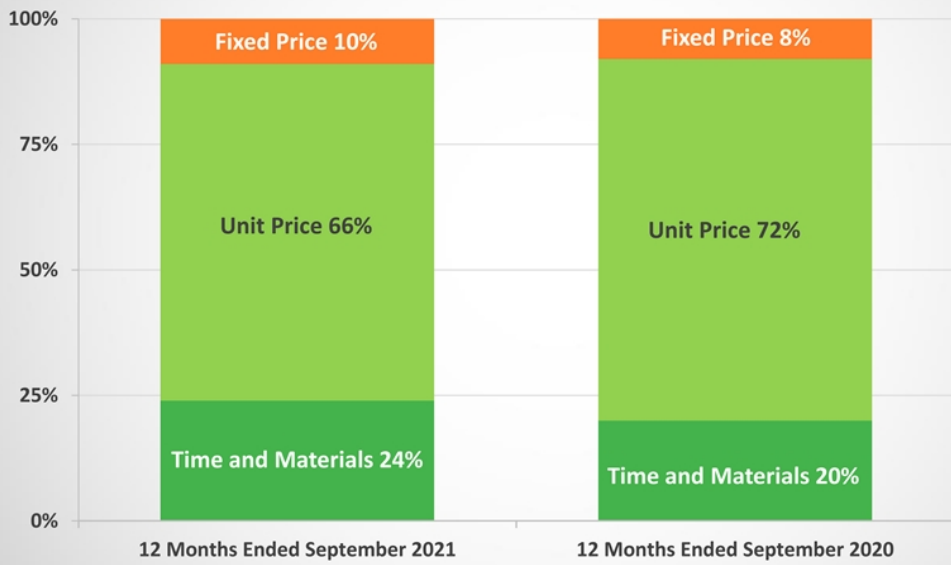 100%
75%
50%
25%
0%
Fixed Price 10%
Unit Price 66%
Time and Materials 24%
Fixed Price 8%
Unit Price 72%
Time and Materials 20%
12 Months Ended September 2021
12 Months Ended September 2020